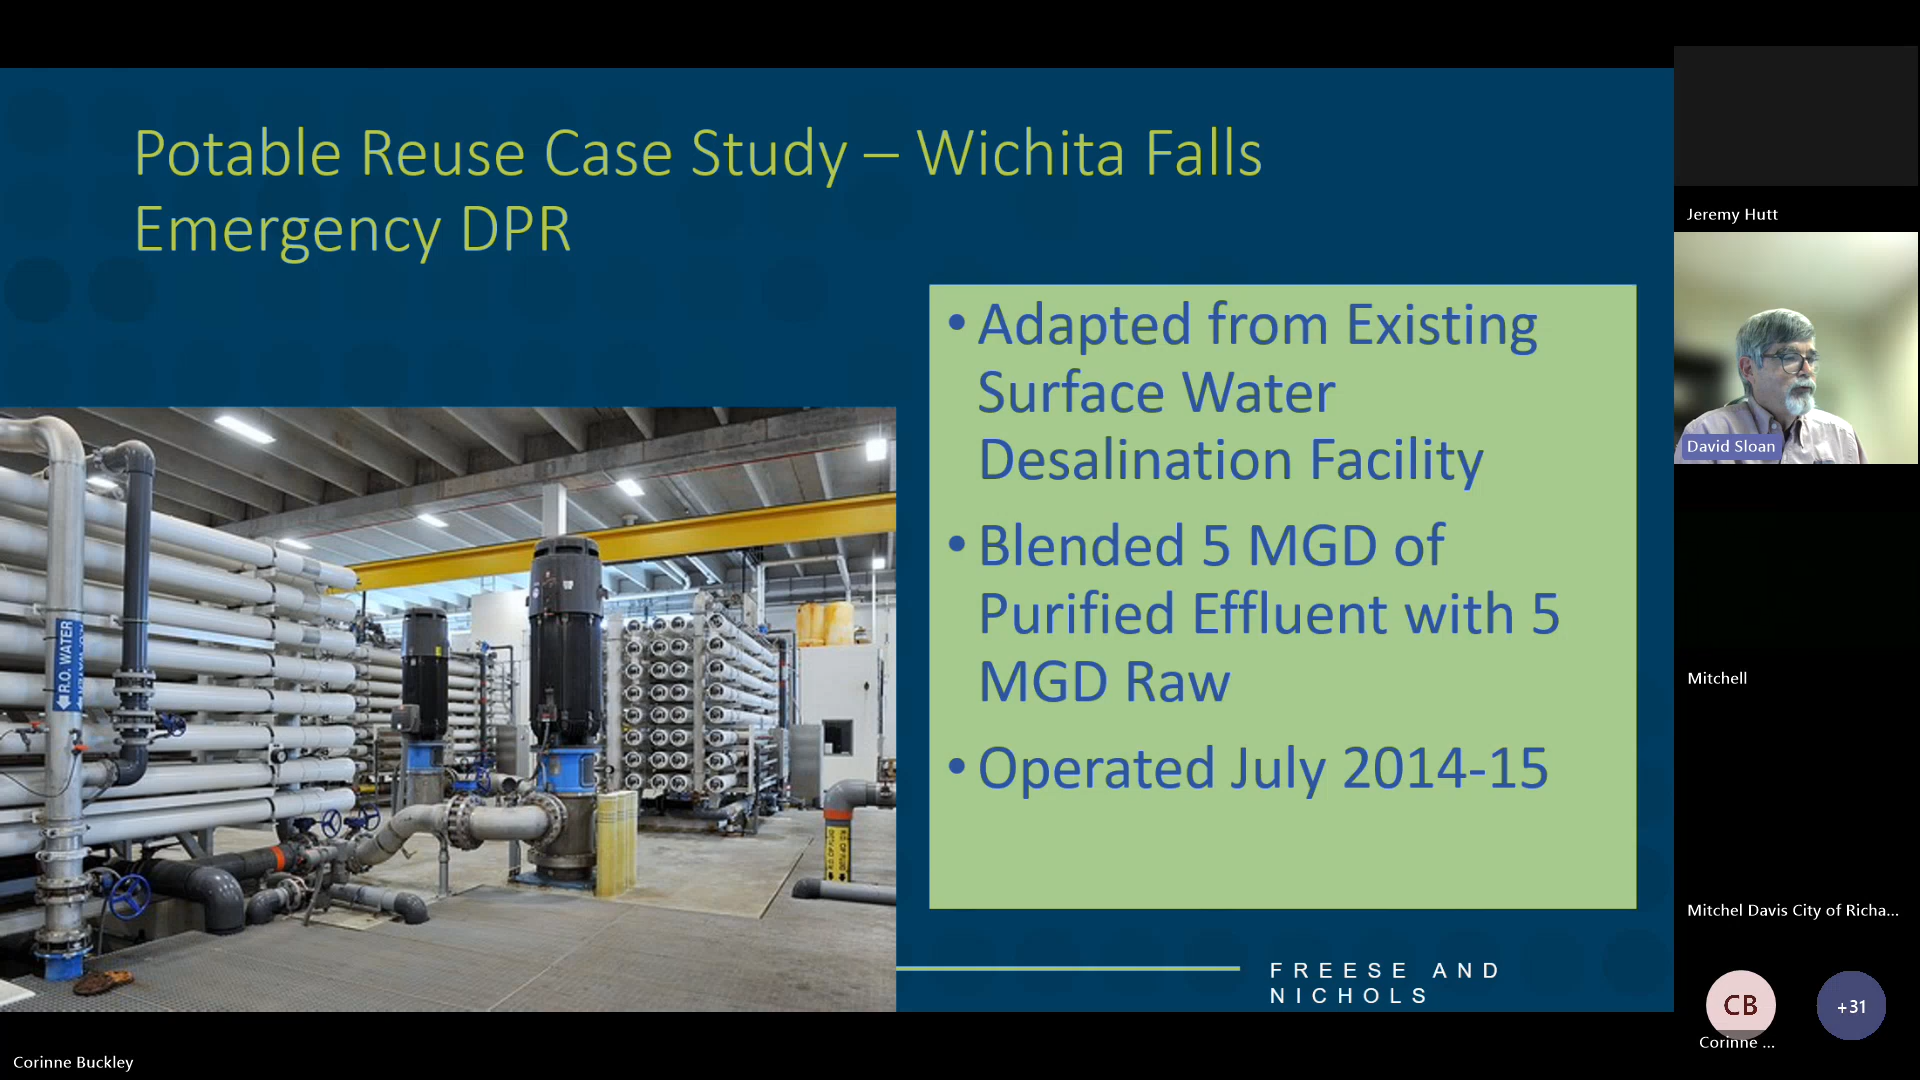 Potable Reuse Case Study – Wichita Falls
Emergency DPR
• Adapted from Existing
Surface Water
Desalination Facility
• Blended 5 MGD of
Purified Effluent with 5
MGD Raw
• Operated July 2014-15
R.O. WATER
FREESE AND
NICHOLS
Jeremy Hutt
David Sloan
Mitchell
Mitchel Davis City of Richa...
CB
+31
Corinne ...
Corinne Buckley